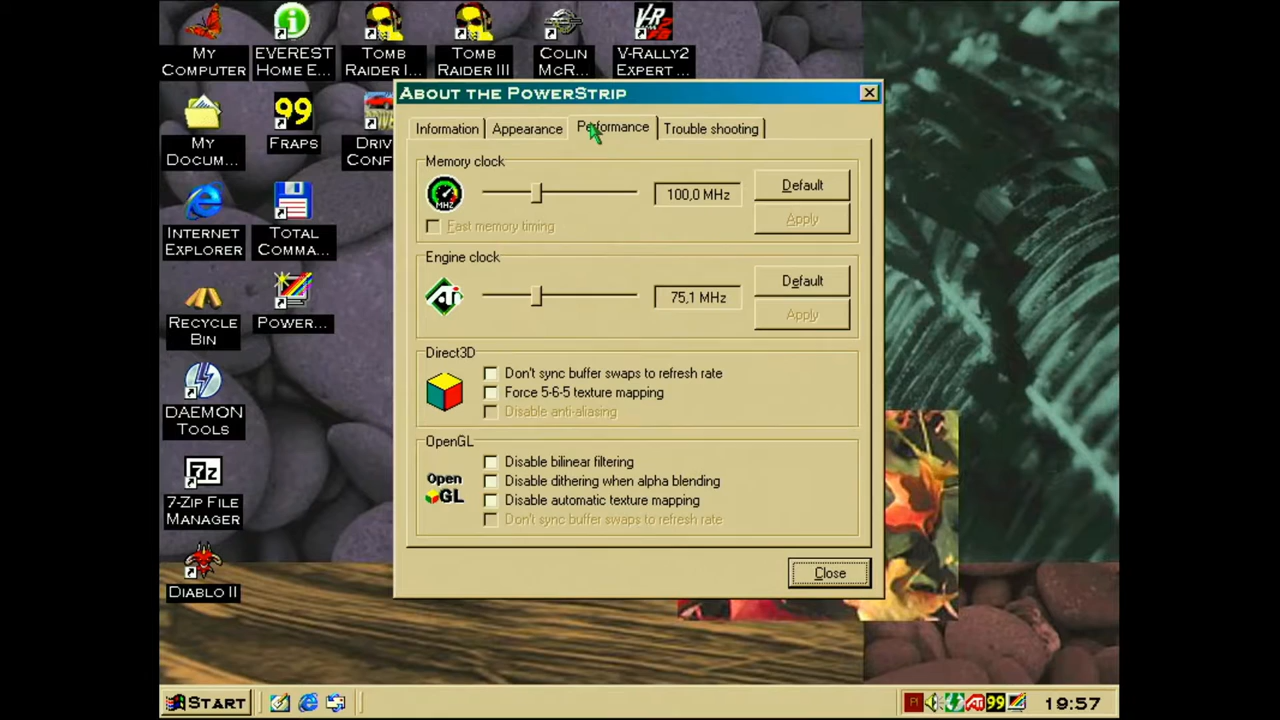 My Computer
EVEREST Home E...
Tomb Raider I...
Tomb Raider III
Colin McR...
V-Rally2 Expert ...
My Docum...
99
Fraps
Driv
Conf
Internet Explorer
Total Comma...
Recycle Bin
Power...
DAEMON Tools
7z
7-Zip File Manager
Diablo II
About the PowerStrip
Information
Appearance
Performance
Trouble shooting
Memory clock
MHZ
100,0 MHz
Default
Apply
Fast memory timing
Engine clock
ATi
75,1 MHz
Default
Apply
Direct3D
Don't sync buffer swaps to refresh rate
Force 5-6-5 texture mapping
Disable anti-aliasing
OpenGL
Open GL
Disable bilinear filtering
Disable dithering when alpha blending
Disable automatic texture mapping
Don't sync buffer swaps to refresh rate
Close
Start
99
19:57